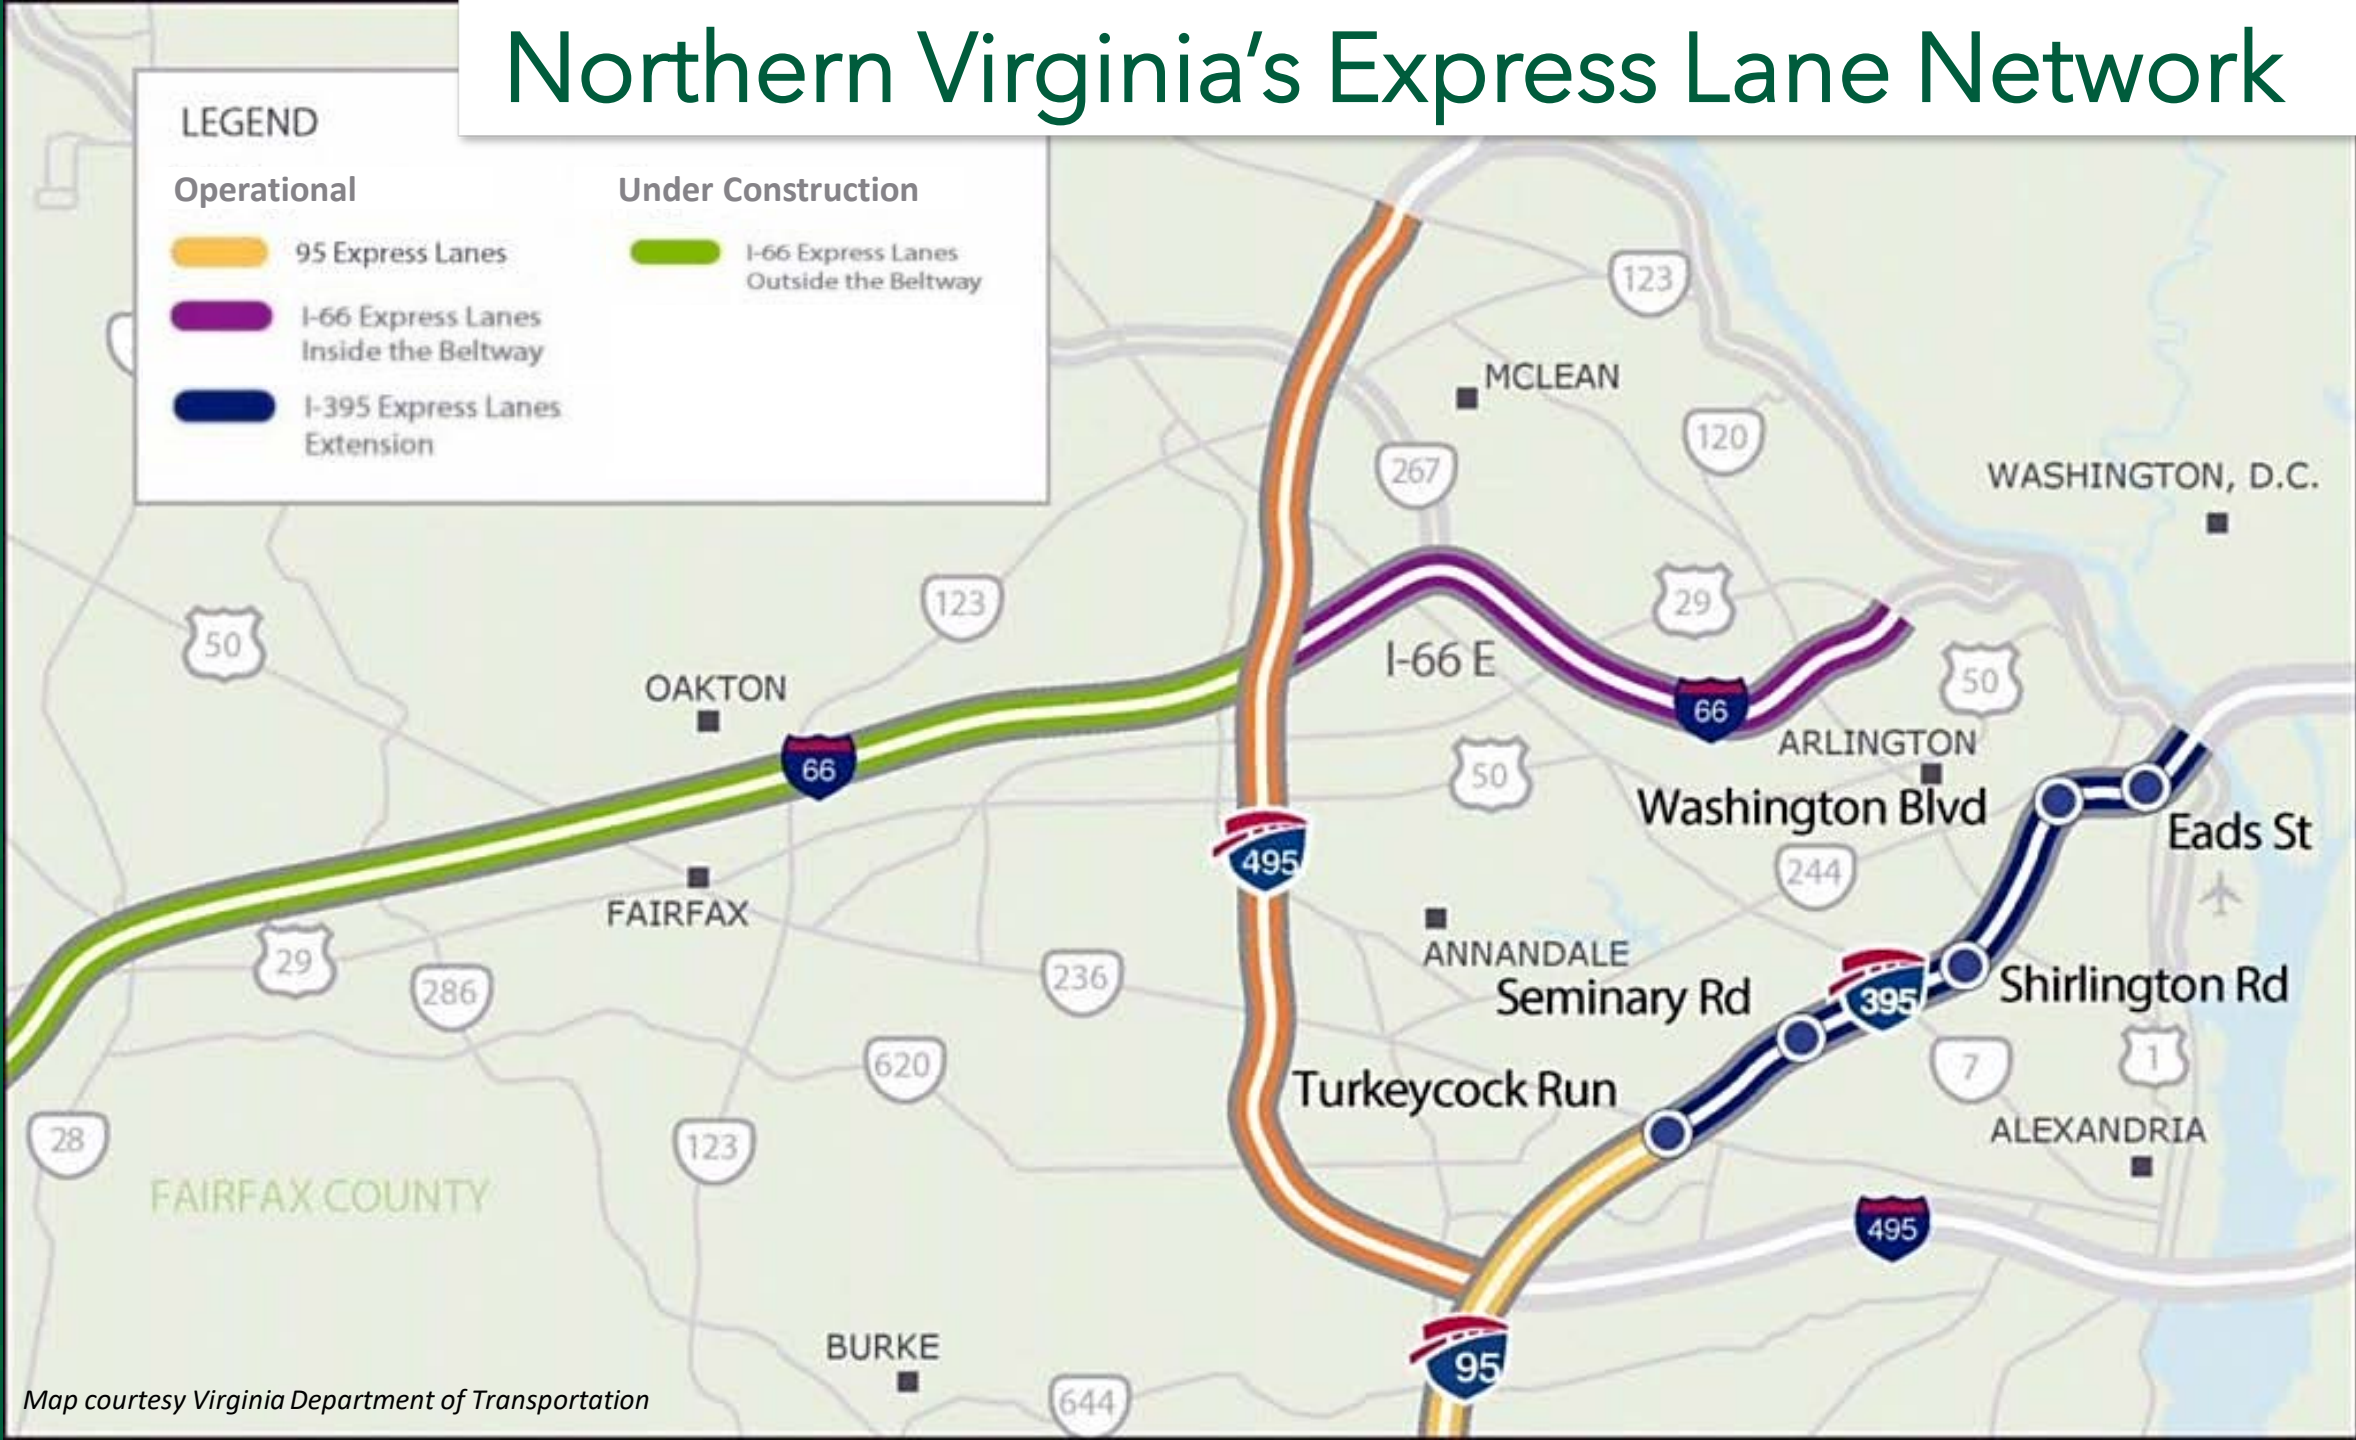 Northern Virginia's Express Lane Network
LEGEND
Operational
Under Construction
95 Express Lanes
I-66 Express Lanes
Outside the Beltway
I-66 Express Lanes
Inside the Beltway
I-395 Express Lanes
Extension
123
MCLEAN
120
267
WASHINGTON, D.C.
123
29
50
I-66 E
50
OAKTON
66
66
ARLINGTON
50
Washington Blvd
Eads St
495
244
FAIRFAX
ANNANDALE
29
286
236
Seminary Rd
395
Shirlington Rd
620
7
1
Turkeycock Run
28
123
ALEXANDRIA
FAIRFAX COUNTY
495
BURKE
95
644
Map courtesy Virginia Department of Transportation